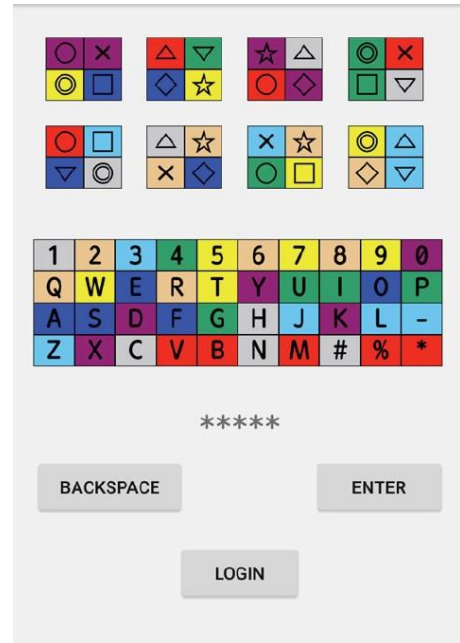 1 2 3 4 5 6 7 8 9 0
Q W E R T Y U I O P
A S D F G H J K L -
Z X C V B N M # % *
*****
BACKSPACE ENTER
LOGIN